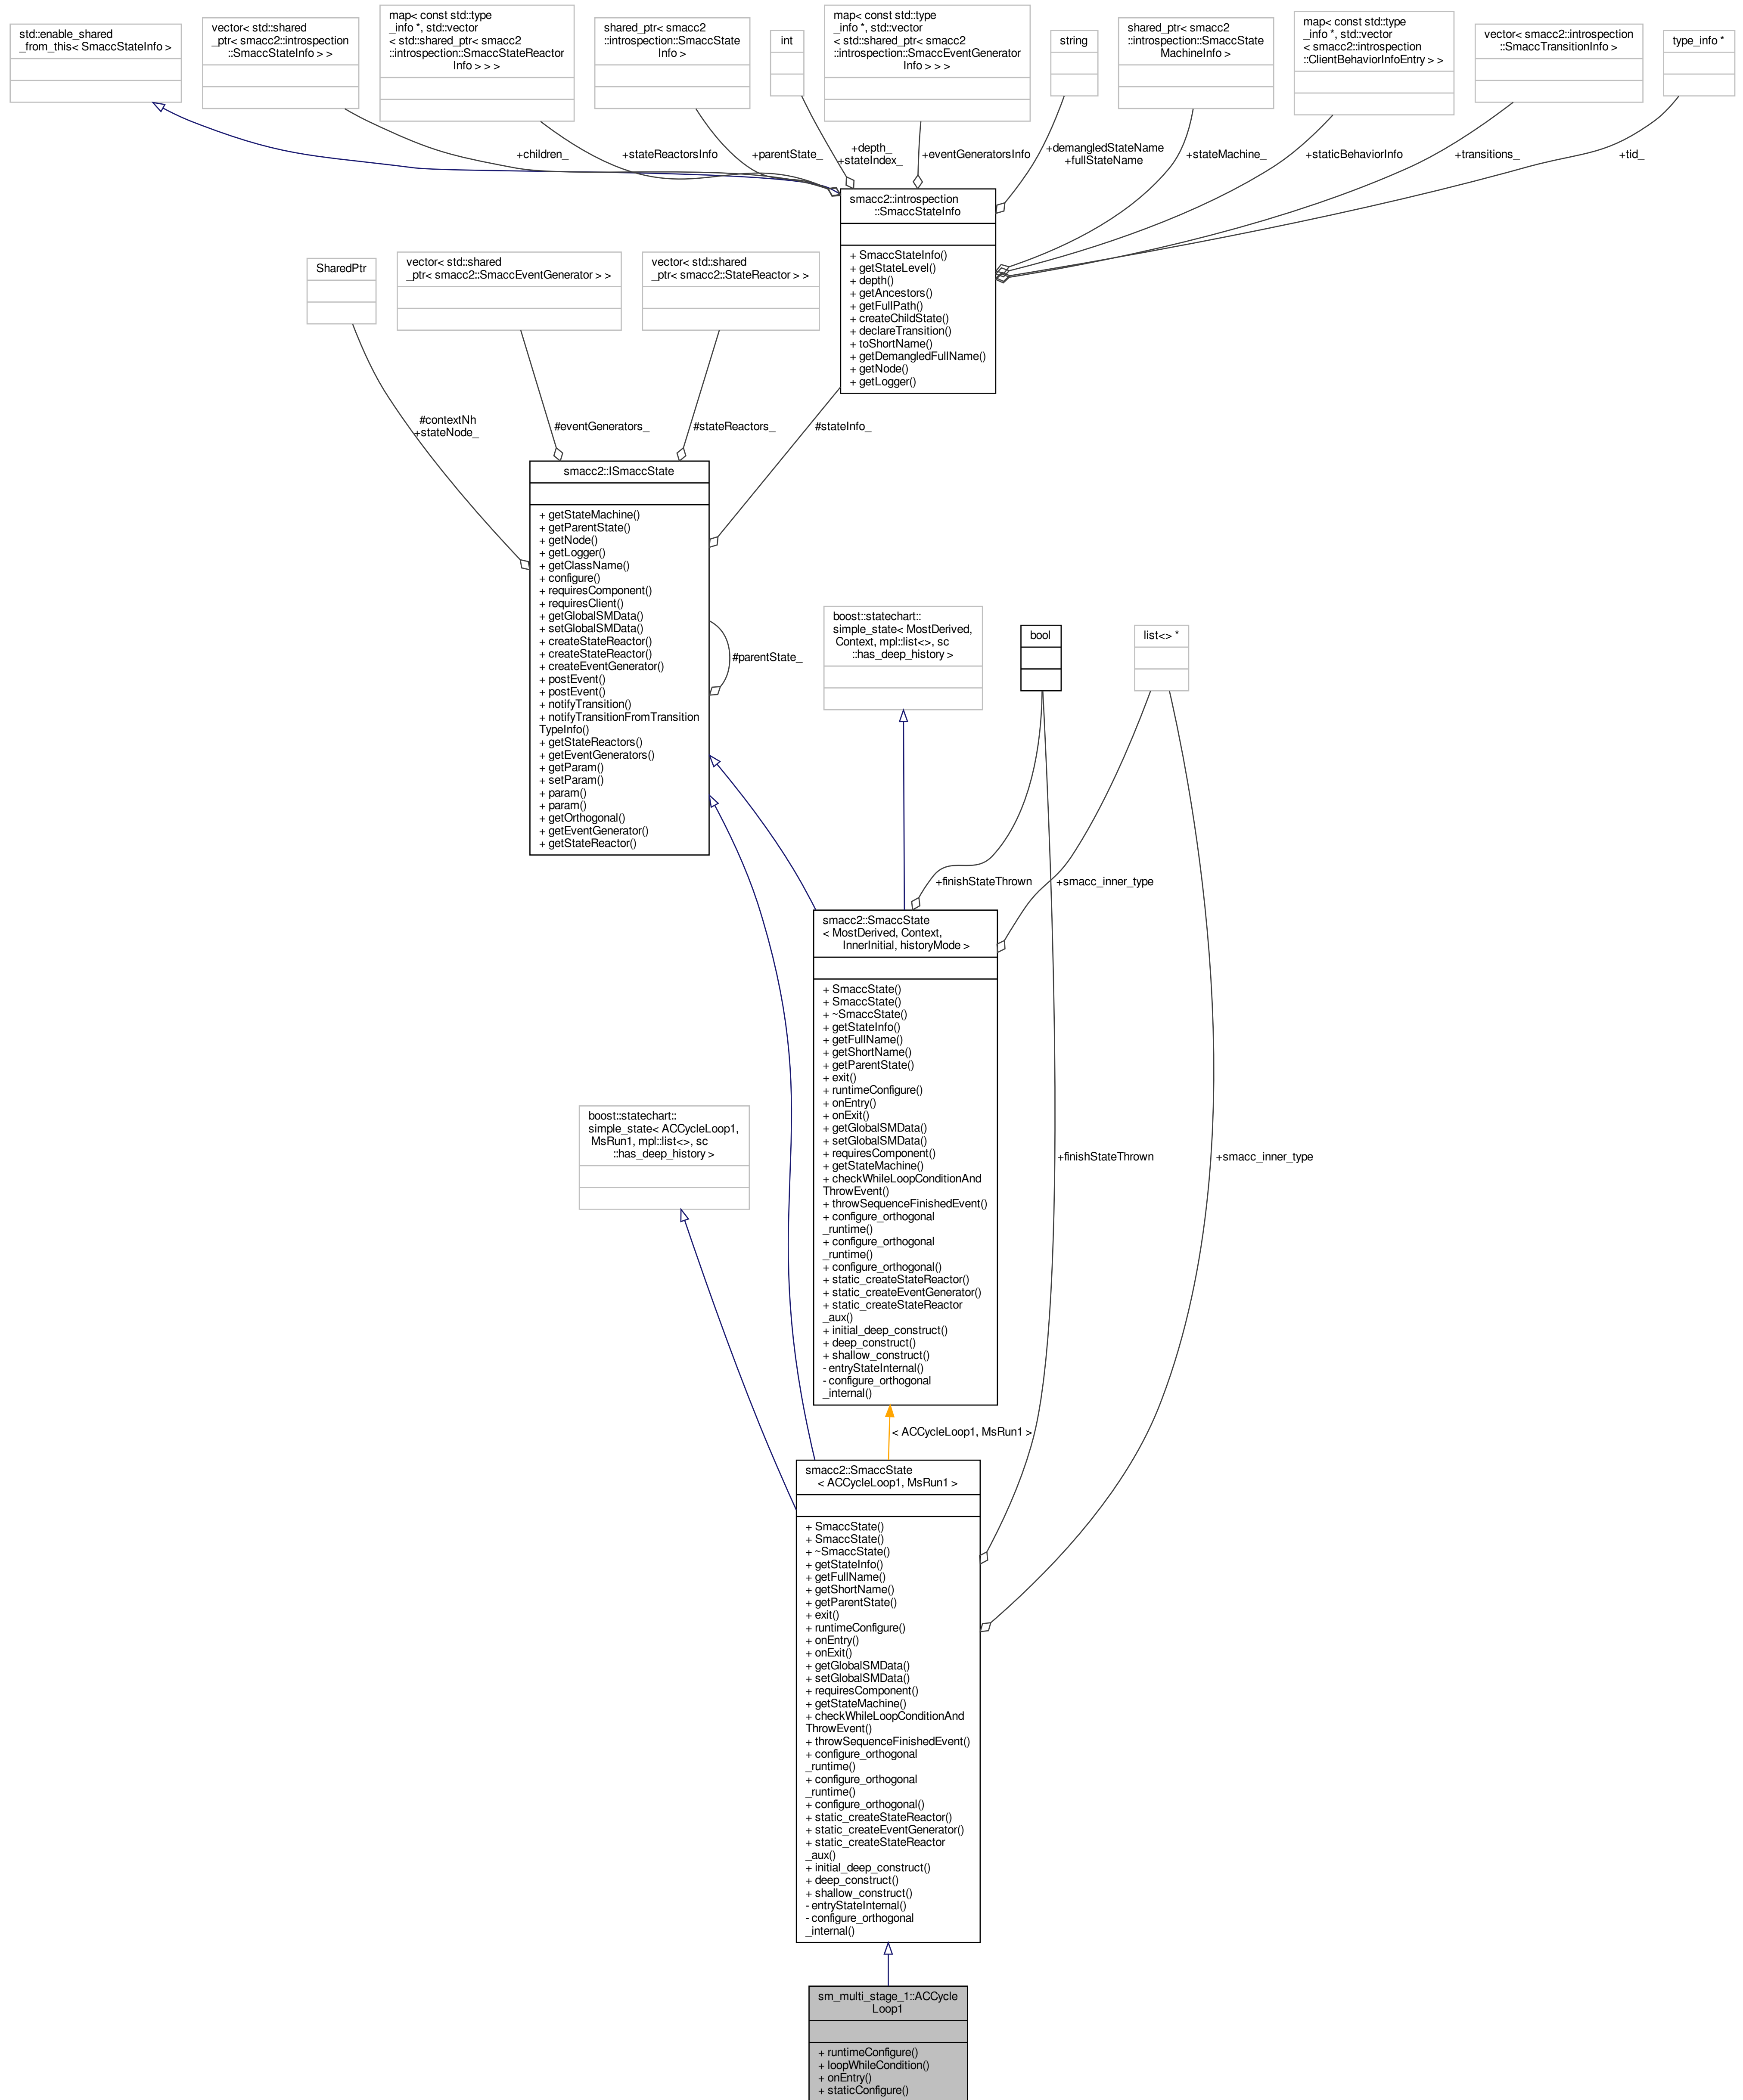 std::enable_shared
_from_this< SmaccStateInfo >
vector< std::shared
_ptr< smacc2::introspection
::SmaccStateInfo > >
map< const std::type
_info *, std::vector
< std::shared_ptr< smacc2
::introspection::StateReactor
Info > > >
shared_ptr< smacc2
::introspection::SmaccState
Info >
int
map< const std::type
_info *, std::vector
< std::shared_ptr< smacc2
::introspection::SmaccEventGenerator
Info > > >
string
shared_ptr< smacc2
::introspection::SmaccState
MachineInfo >
map< const std::type
_info *, std::vector
< smacc2::introspection
::ClientBehaviorInfoEntry > >
vector< smacc2::introspection
::SmaccTransitionInfo >
type_info *
+children_
+stateReactorsInfo
+parentState_
+depth_
+stateIndex_
+eventGeneratorsInfo
+demangledStateName
+fullStateName
+stateMachine_
+staticBehaviorInfo
+transitions_
+tid_
smacc2::introspection
::SmaccStateInfo
+ SmaccStateInfo()
+ getStateLevel()
+ depth()
+ getAncestors()
+ getFullPath()
+ createChildState()
+ declareTransition()
+ toShortName()
+ getDemangledFullName()
+ getNode()
+ getLogger()
SharedPtr
vector< std::shared
_ptr< smacc2::SmaccEventGenerator > >
vector< std::shared
_ptr< smacc2::StateReactor > >
#contextNh
+stateNode_
#eventGenerators_
#stateReactors_
#stateInfo_
smacc2::ISmaccState
+ getStateMachine()
+ getParentState()
+ getNode()
+ getLogger()
+ getClassName()
+ configure()
+ requiresComponent()
+ requiresClient()
+ getGlobalSMData()
+ setGlobalSMData()
+ createStateReactor()
+ createStateReactor()
+ createEventGenerator()
+ postEvent()
+ postEvent()
+ notifyTransition()
+ notifyTransitionFromTransition
TypeInfo()
+ getStateReactors()
+ getEventGenerators()
+ getParam()
+ setParam()
+ param()
+ param()
+ getOrthogonal()
+ getEventGenerator()
+ getStateReactor()
#parentState_
boost::statechart::
simple_state< MostDerived,
Context, mpl::list<>, sc
::has_deep_history >
bool
list<> *
+finishStateThrown
+smacc_inner_type
smacc2::SmaccState
< MostDerived, Context,
InnerInitial, historyMode >
+ SmaccState()
+ SmaccState()
+ ~SmaccState()
+ getStateInfo()
+ getFullName()
+ getShortName()
+ getParentState()
+ exit()
+ runtimeConfigure()
+ onEntry()
+ onExit()
+ getGlobalSMData()
+ setGlobalSMData()
+ requiresComponent()
+ getStateMachine()
+ checkWhileLoopConditionAnd
ThrowEvent()
+ throwSequenceFinishedEvent()
+ configure_orthogonal
_runtime()
+ configure_orthogonal
_runtime()
+ configure_orthogonal()
+ static_createStateReactor()
+ static_createEventGenerator()
+ static_createStateReactor
_aux()
+ initial_deep_construct()
+ deep_construct()
+ shallow_construct()
- entryStateInternal()
- configure_orthogonal
_internal()
boost::statechart::
simple_state< ACCycleLoop1,
MsRun1, mpl::list<>, sc
::has_deep_history >
+finishStateThrown
+smacc_inner_type
< ACCycleLoop1, MsRun1 >
smacc2::SmaccState
< ACCycleLoop1, MsRun1 >
+ SmaccState()
+ SmaccState()
+ ~SmaccState()
+ getStateInfo()
+ getFullName()
+ getShortName()
+ getParentState()
+ exit()
+ runtimeConfigure()
+ onEntry()
+ onExit()
+ getGlobalSMData()
+ setGlobalSMData()
+ requiresComponent()
+ getStateMachine()
+ checkWhileLoopConditionAnd
ThrowEvent()
+ throwSequenceFinishedEvent()
+ configure_orthogonal
_runtime()
+ configure_orthogonal
_runtime()
+ configure_orthogonal()
+ static_createStateReactor()
+ static_createEventGenerator()
+ static_createStateReactor
_aux()
+ initial_deep_construct()
+ deep_construct()
+ shallow_construct()
- entryStateInternal()
- configure_orthogonal
_internal()
sm_multi_stage_1::ACCycle
Loop1
+ runtimeConfigure()
+ loopWhileCondition()
+ onEntry()
+ staticConfigure()